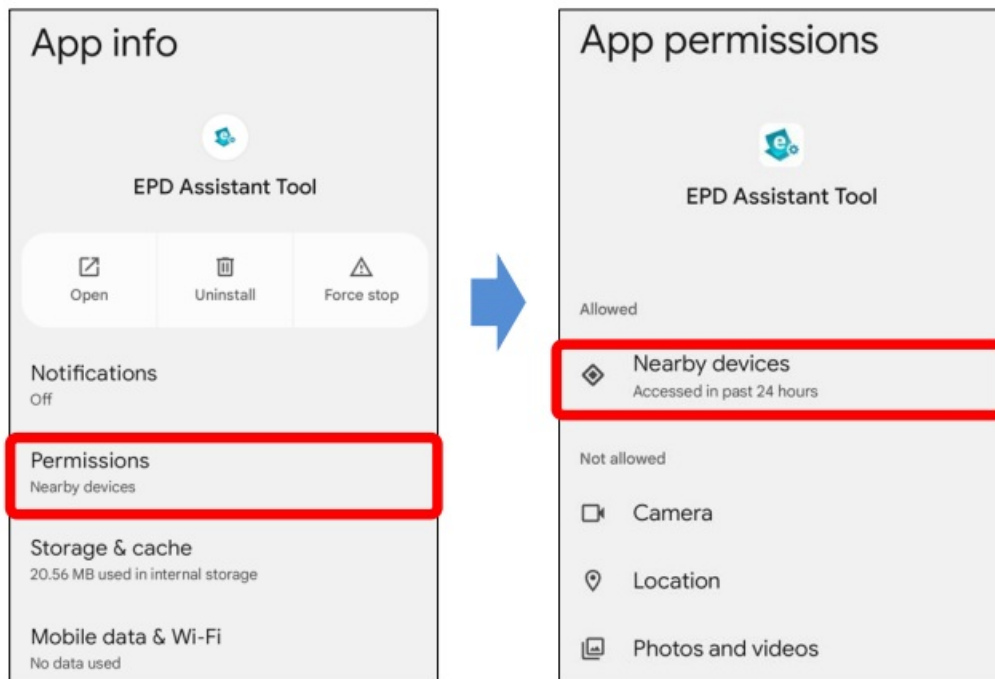 App info
EPD Assistant Tool
Open
Uninstall
Force stop
Notifications
Off
Permissions
Nearby devices
Storage & cache
20.56 MB used in internal storage
Mobile data & Wi-Fi
No data used
App permissions
EPD Assistant Tool
Allowed
Nearby devices
Accessed in past 24 hours
Not allowed
Camera
Location
Photos and videos